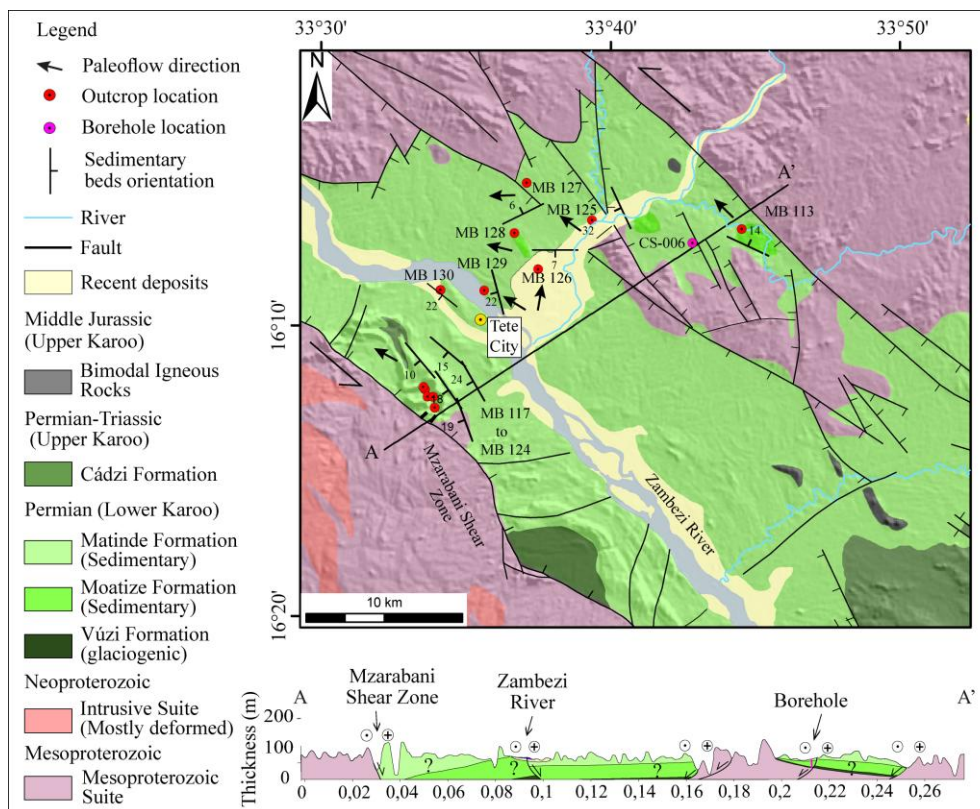 Legend
Paleoflow direction
Outcrop location
Borehole location
Sedimentary
beds orientation
River
Fault
Recent deposits
Middle Jurassic
(Upper Karoo)
Bimodal Igneous
Rocks
Permian-Triassic
(Upper Karoo)
Cádzi Formation
Permian (Lower Karoo)
Matinde Formation
(Sedimentary)
Moatize Formation
(Sedimentary)
Vúzi Formation
(glaciogenic)
Neoproterozoic
Intrusive Suite
(Mostly deformed)
Mesoproterozoic
Mesoproterozoic
Suite
33°30' 33°40' 33°50'
N
16°10'
16°20'
A'
MB 127
6
MB 125
32
MB 113
14
MB 128
CS-006
MB 129
7
MB 126
MB 130
22
22
Tete
City
15
10
24
18
19
MB 117
to
MB 124
A
Mzarabani Shear
Zone
Zambezi River
10 km
A
Mzarabani
Shear Zone
Zambezi
River
Borehole
A'
Thickness (m)
200
100
0
? ? ? ?
0 0,02 0,04 0,06 0,08 0,1 0,12 0,14 0,16 0,18 0,2 0,22 0,24 0,26